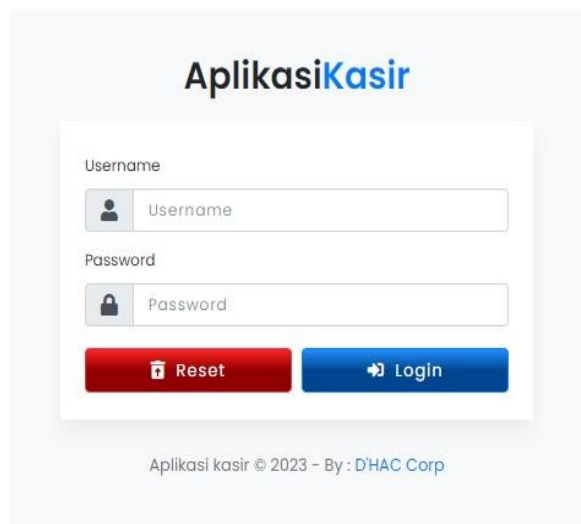 AplikasiKasir
Username
Username
Password
Password
Reset Login
Aplikasi kasir © 2023 - By : D'HAC Corp